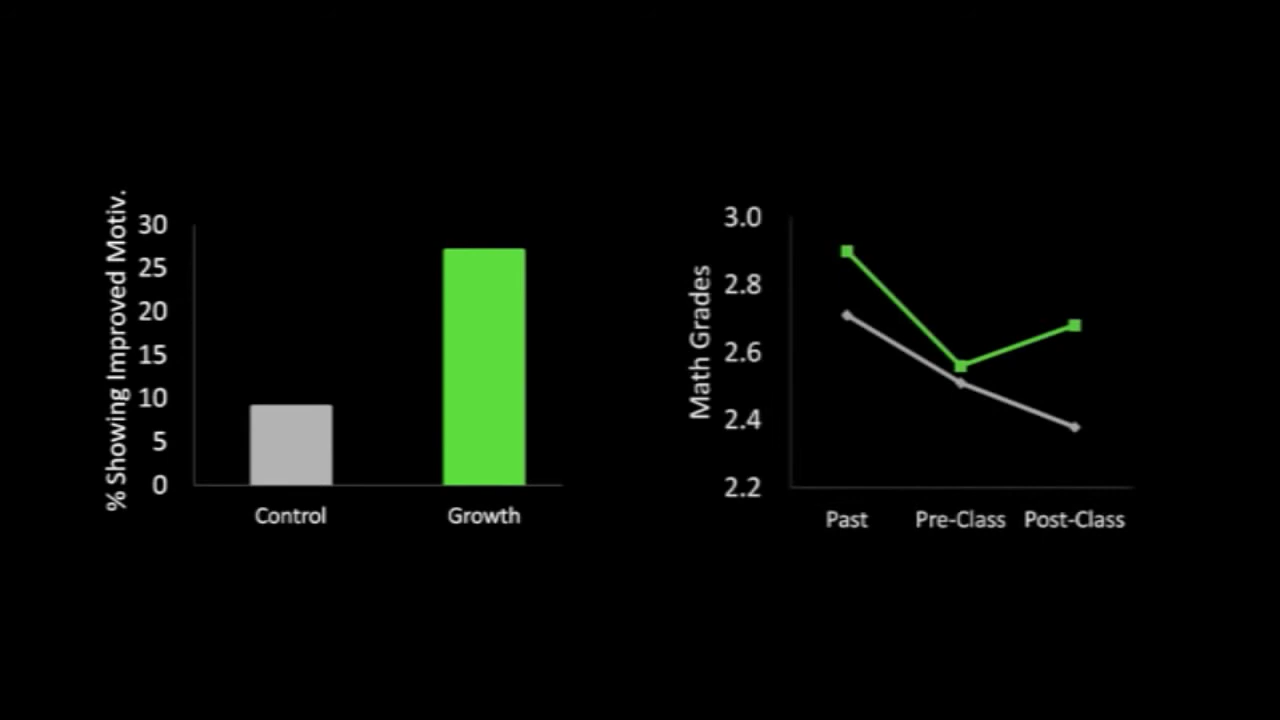 % Showing Improved Motiv.
30
25
20
15
10
5
0
Control
Growth
Math Grades
3.0
2.8
2.6
2.4
2.2
Past
Pre-Class
Post-Class